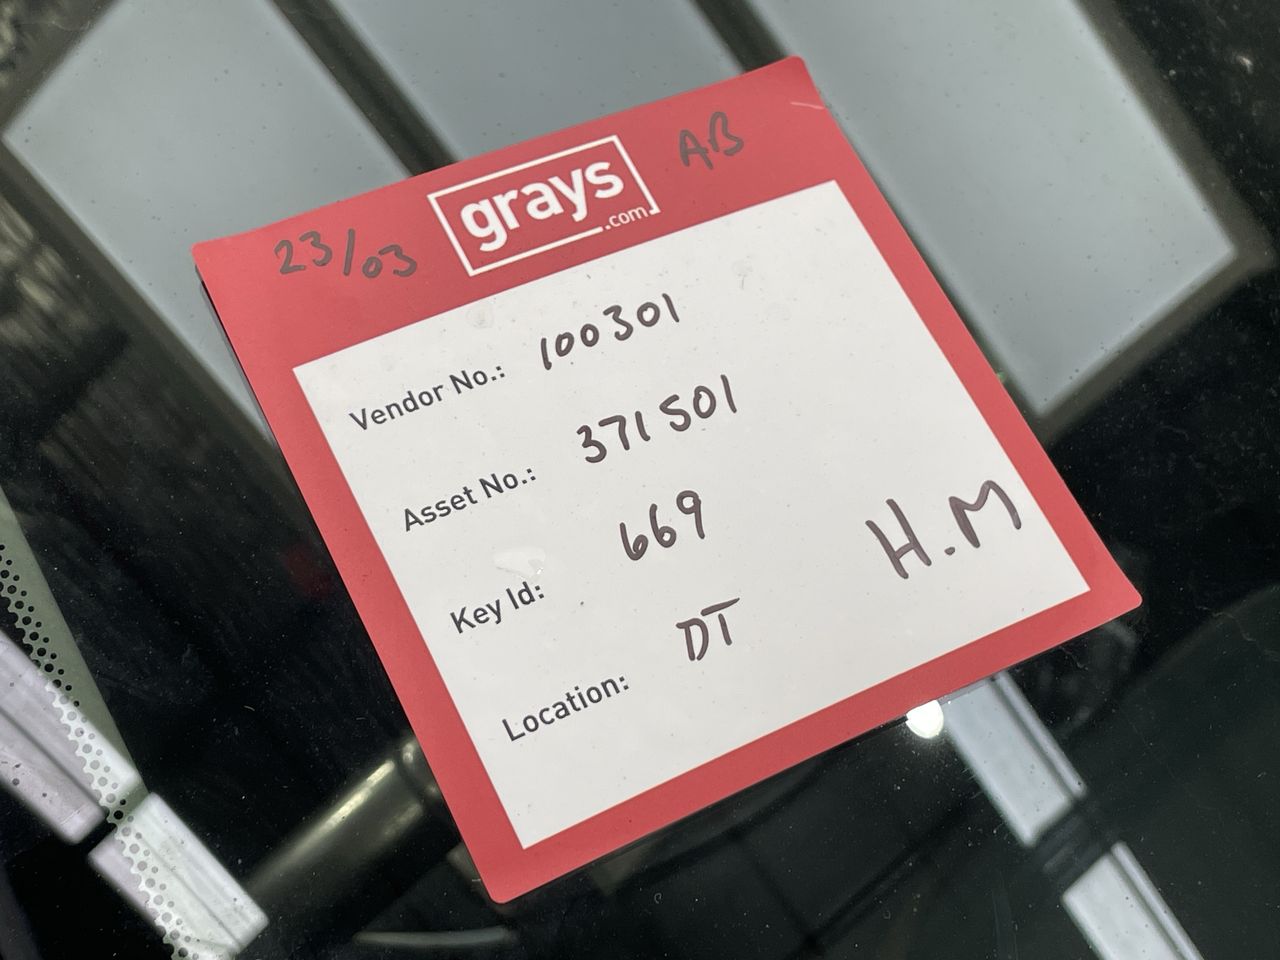 23/03 grays.com AB
Vendor No.: 100301
Asset No.: 371501
Key Id: 669
H.M
Location: DT